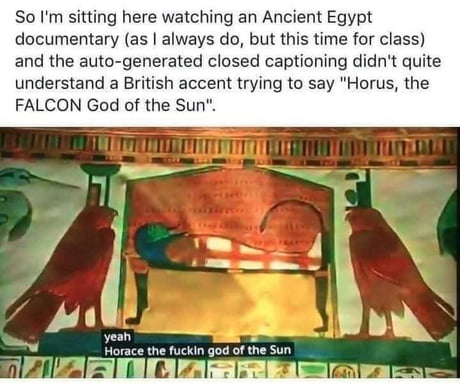 So I'm sitting here watching an Ancient Egypt
documentary (as I always do, but this time for class)
and the auto-generated closed captioning didn't quite
understand a British accent trying to say "Horus, the
FALCON God of the Sun".
yeah
Horace the fuckin god of the Sun